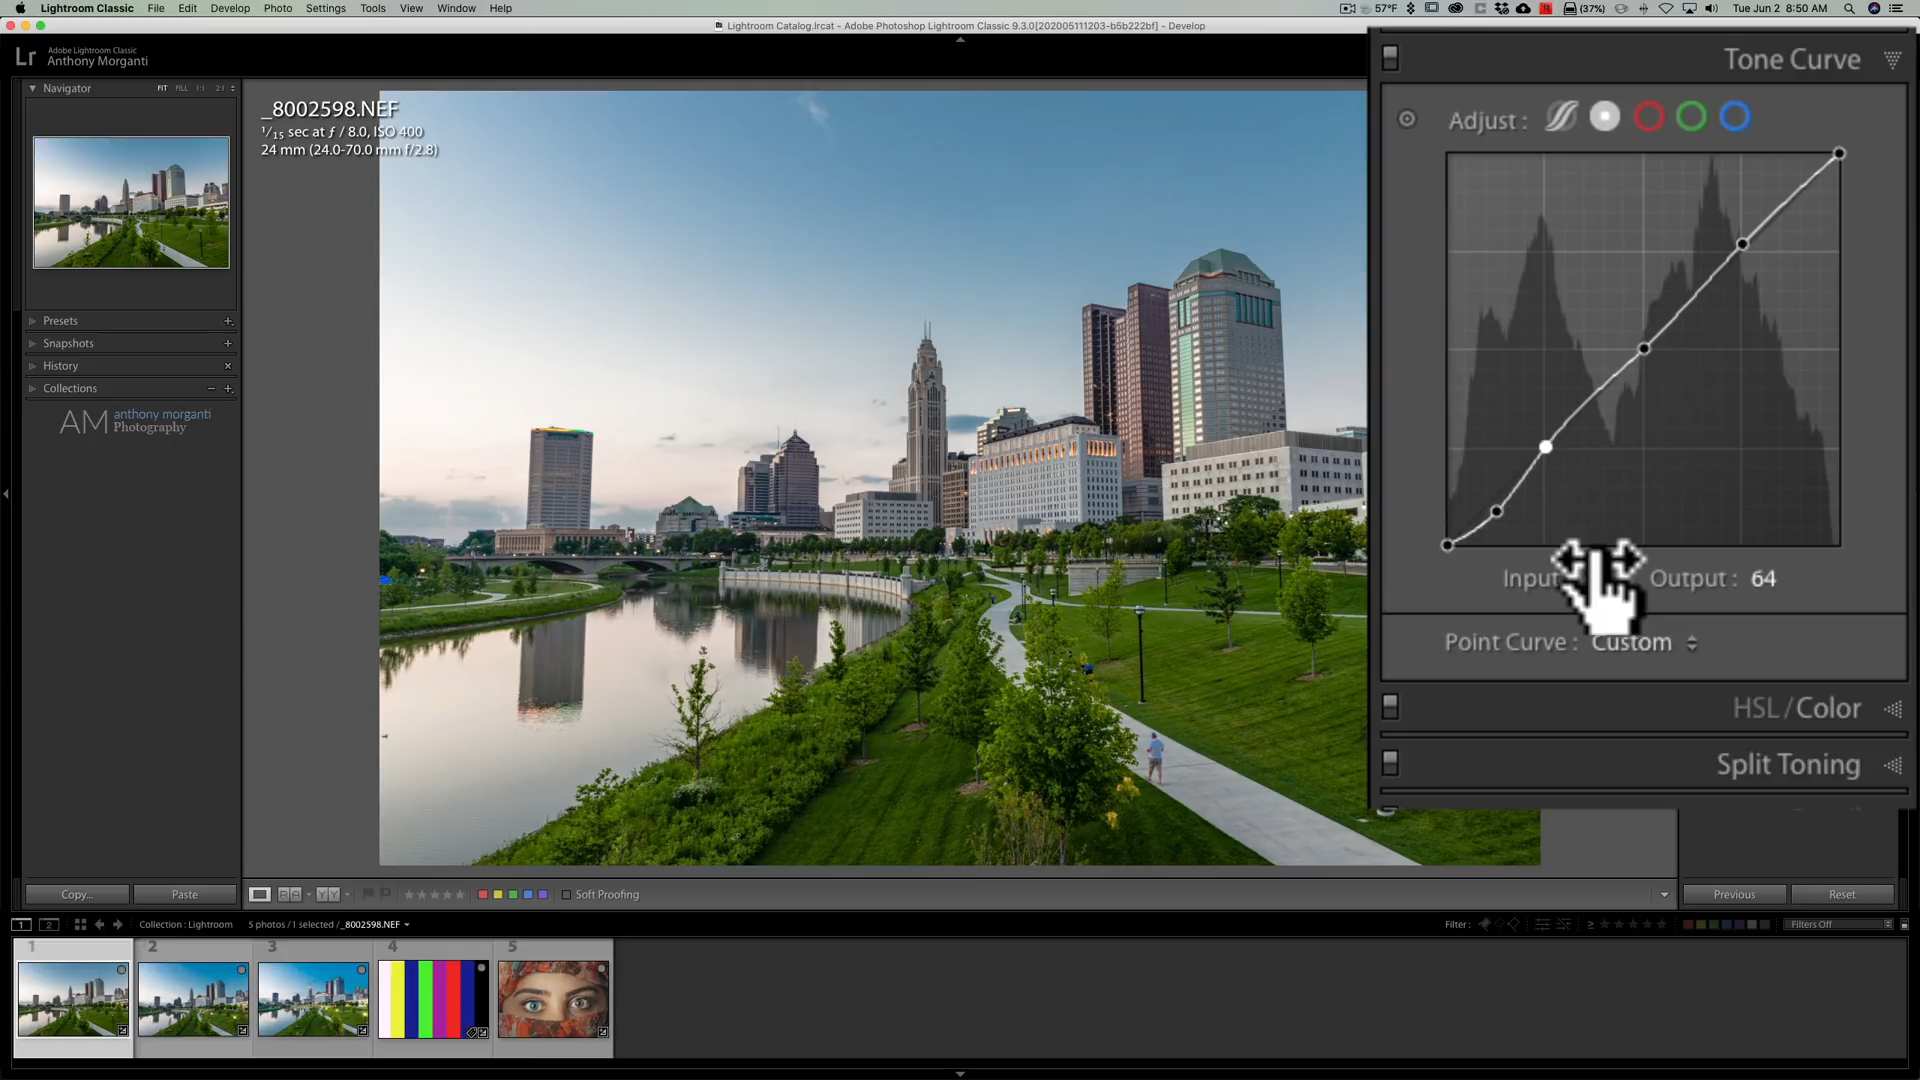 Lightroom Classic File Edit Develop Photo Settings Tools View Window Help
57°F (37%) Tue Jun 2 8:50 AM
Lightroom Catalog.lrcat - Adobe Photoshop Lightroom Classic 9.3.0[202005111203-b5b222bf] - Develop
Lr
Adobe Lightroom Classic
Anthony Morganti
Navigator FIT FILL 1:1 2:1
_8002598.NEF
1/15 sec at ƒ / 8.0, ISO 400
24 mm (24.0-70.0 mm f/2.8)
Presets
Snapshots
History
Collections
AM anthony morganti
Photography
Tone Curve
Adjust :
Input Output : 64
Point Curve : Custom
HSL / Color
Split Toning
Copy... Paste
Soft Proofing
Previous Reset
1 2 Collection : Lightroom 5 photos / 1 selected / _8002598.NEF
Filter : Filters Off
1 2 3 4 5